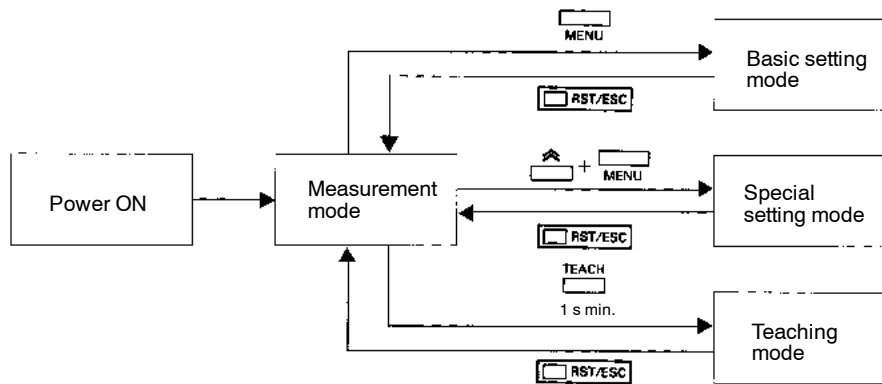 MENU
Basic setting
mode
RST/ESC
Power ON
Measurement
mode
+
MENU
Special
setting mode
RST/ESC
TEACH
1 s min.
Teaching
mode
RST/ESC